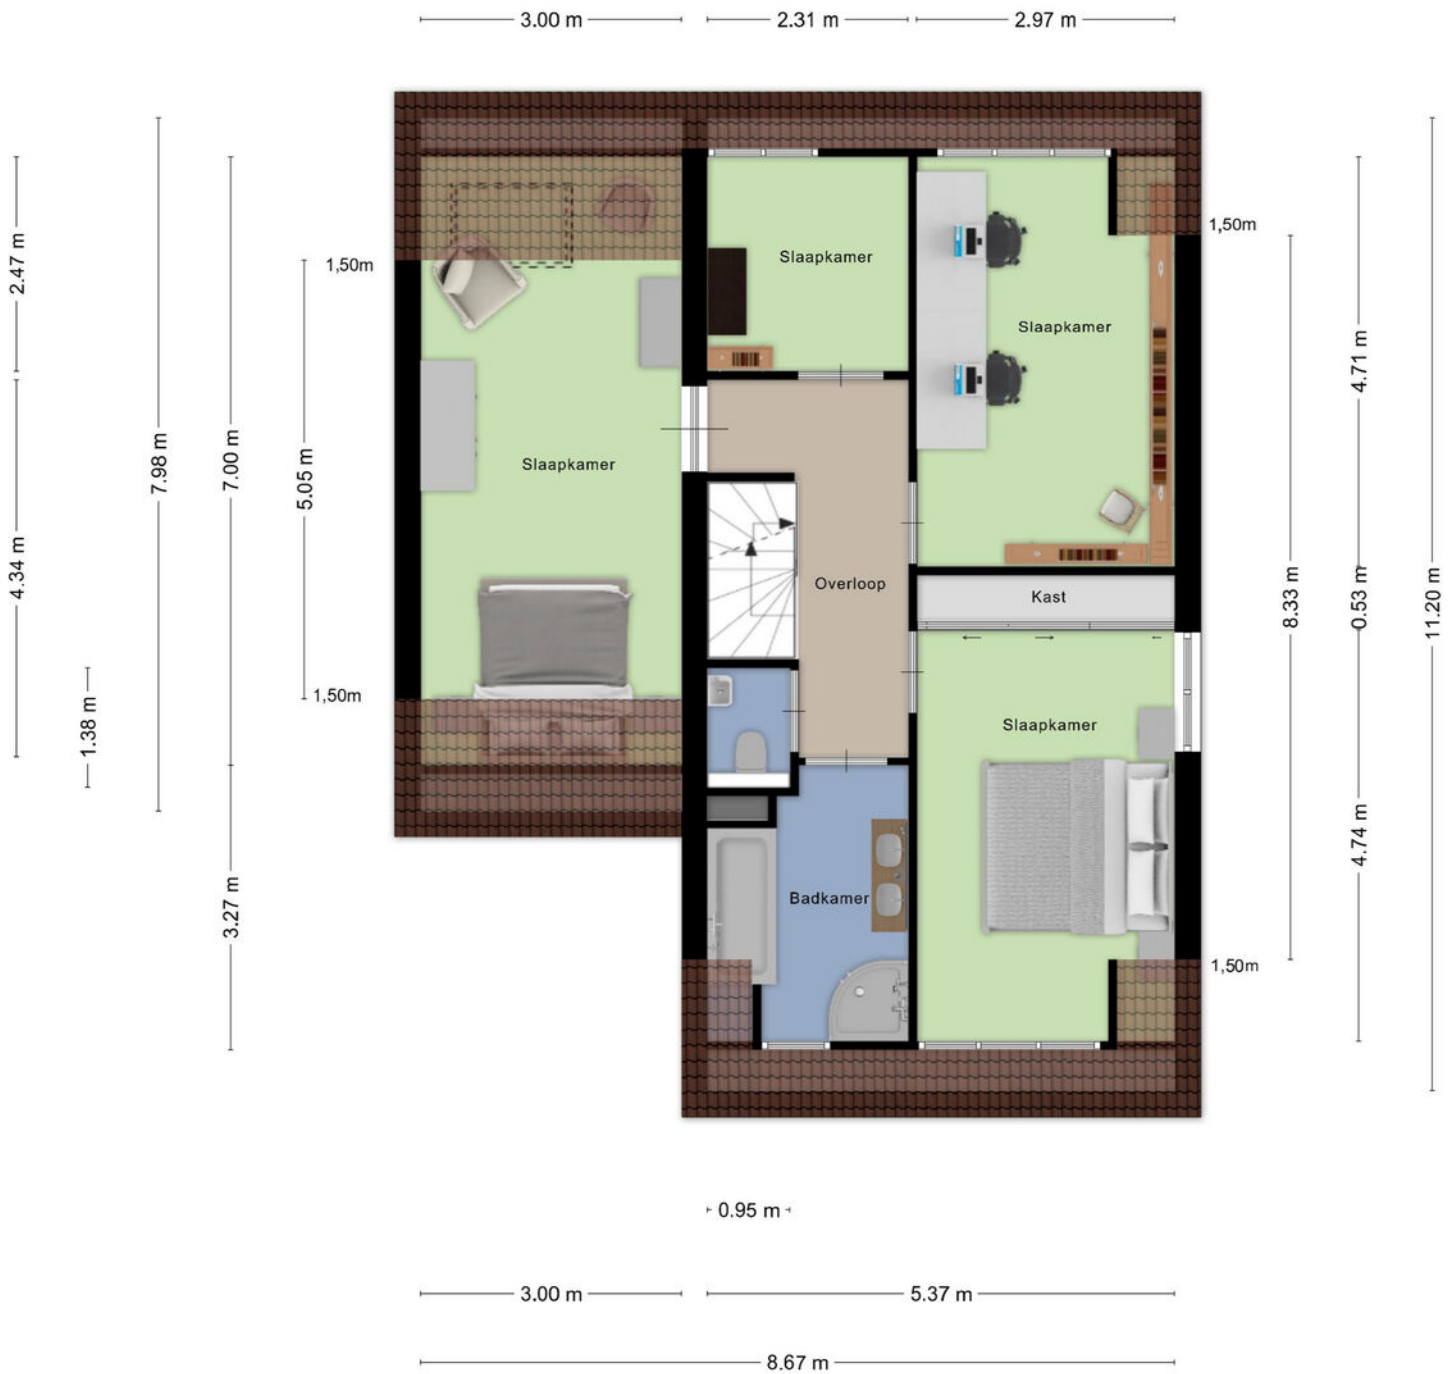 3.00 m
2.31 m
2.97 m
1,50m
1,50m
Slaapkamer
Slaapkamer
2.47 m
4.71 m
7.98 m
7.00 m
5.05 m
Slaapkamer
4.34 m
Overloop
Kast
8.33 m
0.53 m
11.20 m
1,50m
1.38 m
Slaapkamer
4.74 m
3.27 m
Badkamer
1,50m
0.95 m
3.00 m
5.37 m
8.67 m